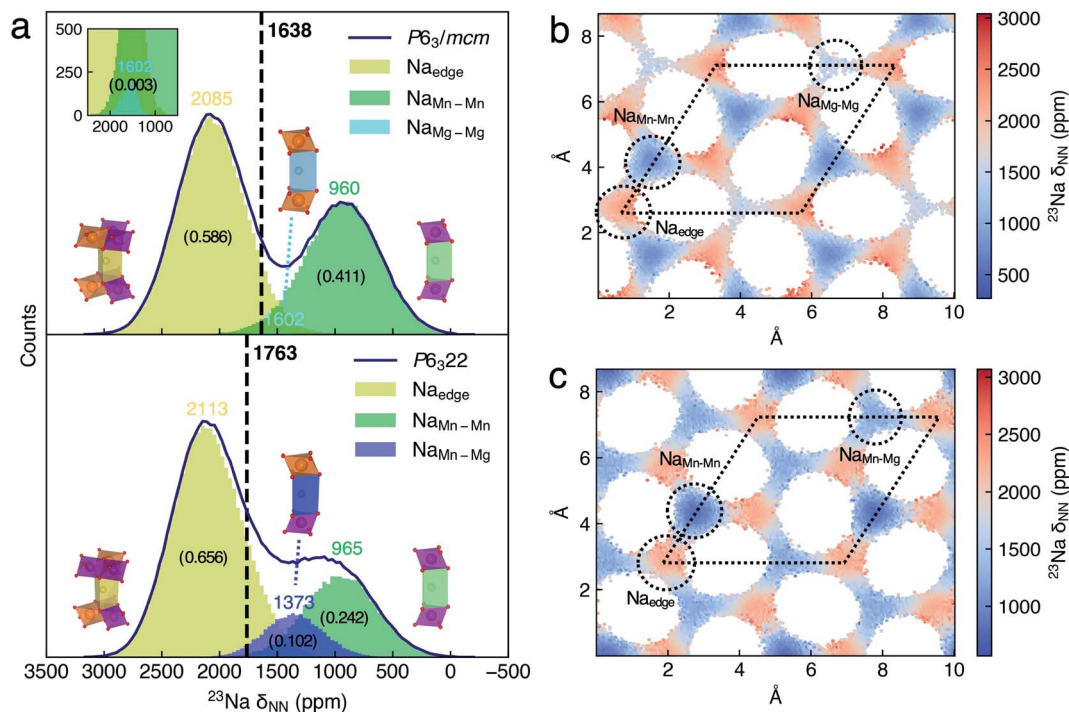 a
500
250
0
1602
(0.003)
2000 1000
1638
P6₃/mcm
Na_edge
Na_Mn–Mn
Na_Mg–Mg
2085
960
(0.586)
(0.411)
1602
Counts
1763
P6₃22
Na_edge
Na_Mn–Mn
Na_Mn–Mg
2113
965
(0.656)
1373
(0.242)
(0.102)
3500 3000 2500 2000 1500 1000 500 0 −500
²³Na δ_NN (ppm)
b
8
6
4
2
Å
Na_Mn-Mn
Na_Mg-Mg
Na_edge
2 4 6 8 10
Å
3000
2500
2000
1500
1000
500
²³Na δ_NN (ppm)
c
8
6
4
2
Å
Na_Mn-Mn
Na_Mn-Mg
Na_edge
2 4 6 8 10
Å
3000
2500
2000
1500
1000
²³Na δ_NN (ppm)